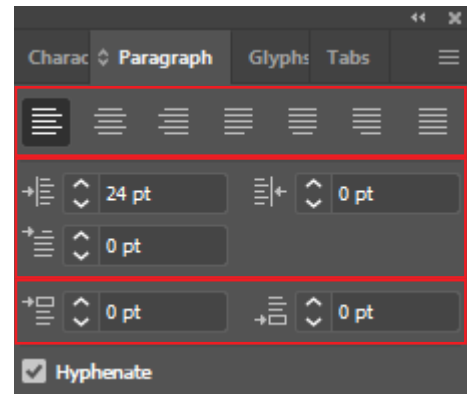 Charac Paragraph Glyphs Tabs
24 pt 0 pt
0 pt
0 pt 0 pt
Hyphenate